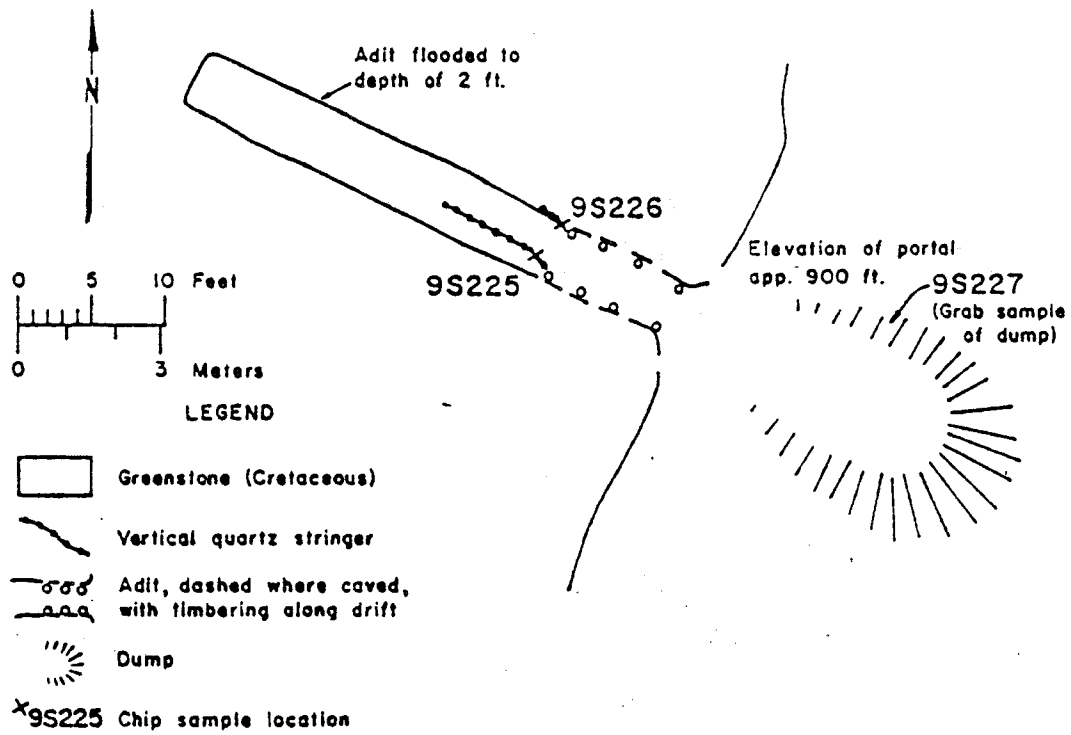 N
Adit flooded to
depth of 2 ft.
9S226
9S225
Elevation of portal
app. 900 ft.
9S227
(Grab sample
of dump)
0 5 10 Feet
0 3 Meters
LEGEND
Greenstone (Cretaceous)
Vertical quartz stringer
Adit, dashed where caved,
with timbering along drift
Dump
×9S225 Chip sample location